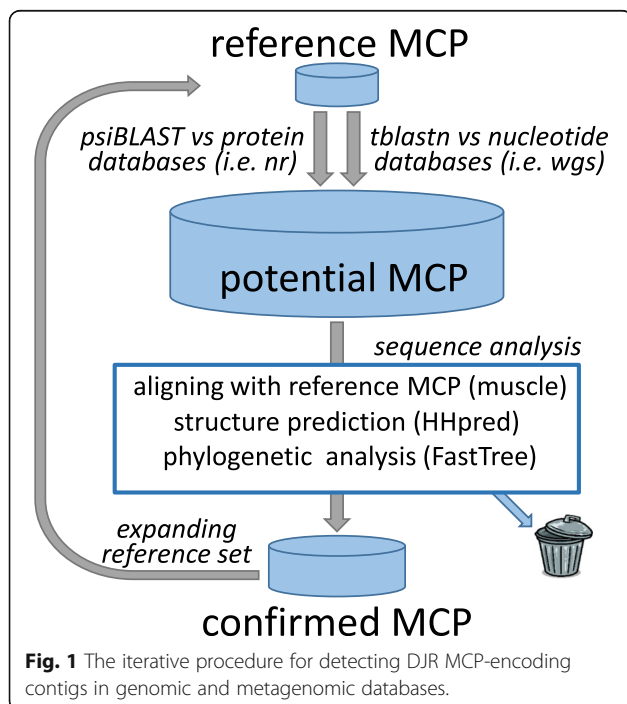 reference MCP
psiBLAST vs protein
databases (i.e. nr)
tblastn vs nucleotide
databases (i.e. wgs)
potential MCP
sequence analysis
aligning with reference MCP (muscle)
structure prediction (HHpred)
phylogenetic analysis (FastTree)
expanding
reference set
confirmed MCP
Fig. 1 The iterative procedure for detecting DJR MCP-encoding
contigs in genomic and metagenomic databases.